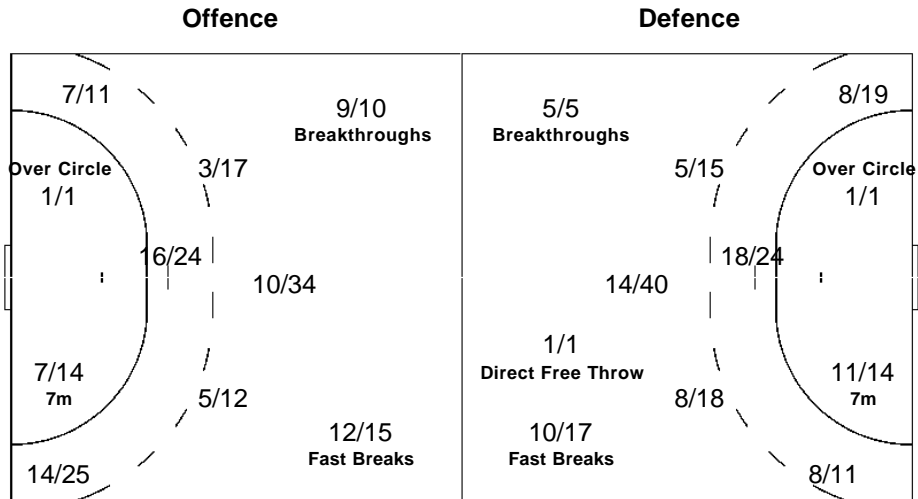 Offence
Defence
7/11
9/10
Breakthroughs
5/5
Breakthroughs
8/19
Over Circle
1/1
3/17
5/15
Over Circle
1/1
16/24
10/34
14/40
18/24
1/1
Direct Free Throw
7/14
7m
5/12
8/18
11/14
7m
12/15
Fast Breaks
10/17
Fast Breaks
14/25
8/11